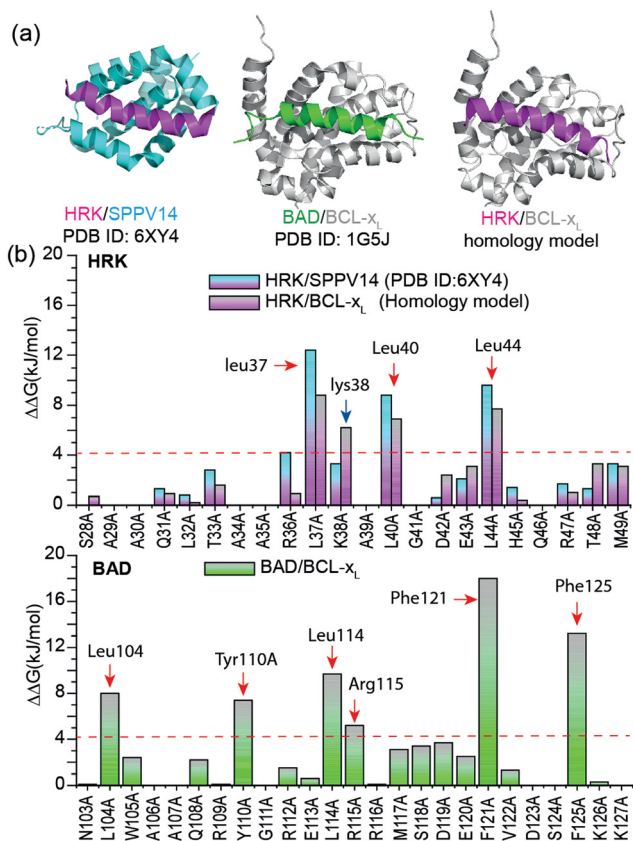 (a)
HRK/SPPV14
PDB ID: 6XY4
BAD/BCL-xL
PDB ID: 1G5J
HRK/BCL-xL
homology model
(b)
HRK
HRK/SPPV14 (PDB ID:6XY4)
HRK/BCL-xL (Homology model)
ΔΔG(kJ/mol)
20
16
12
8
4
0
leu37
lys38
Leu40
Leu44
S28A
A29A
A30A
Q31A
L32A
T33A
A34A
A35A
R36A
L37A
K38A
A39A
L40A
G41A
D42A
E43A
L44A
H45A
Q46A
R47A
T48A
M49A
BAD
BAD/BCL-xL
ΔΔG(kJ/mol)
20
16
12
8
4
0
Leu104
Tyr110A
Leu114
Arg115
Phe121
Phe125
N103A
L104A
W105A
A106A
A107A
Q108A
R109A
Y110A
G111A
R112A
E113A
L114A
R115A
R116A
M117A
S118A
D119A
E120A
F121A
V122A
D123A
S124A
F125A
K126A
K127A